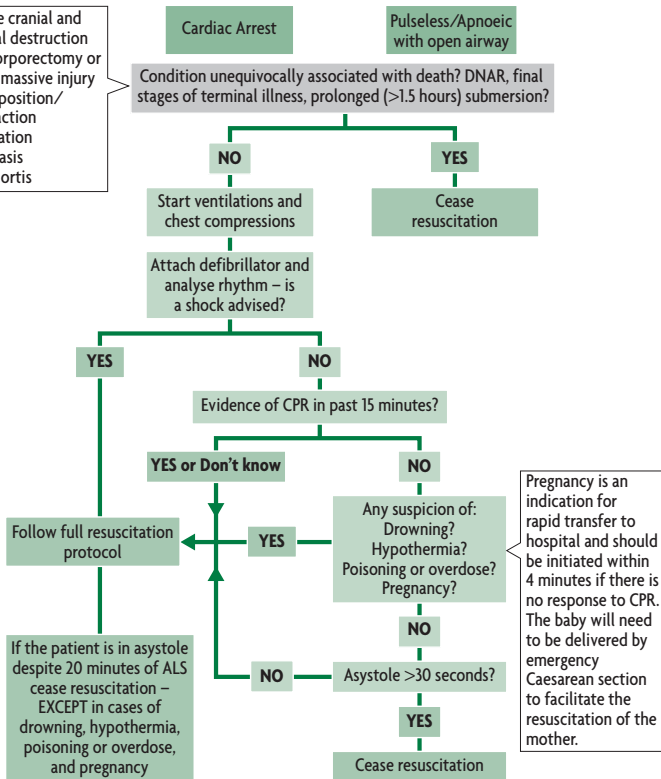 e cranial and
al destruction
orporectomy or
massive injury
position/
action
ation
asis
ortis
Cardiac Arrest
Pulseless/Apnoeic
with open airway
Condition unequivocally associated with death? DNAR, final
stages of terminal illness, prolonged (>1.5 hours) submersion?
NO
YES
Start ventilations and
chest compressions
Cease
resuscitation
Attach defibrillator and
analyse rhythm – is
a shock advised?
YES
NO
Evidence of CPR in past 15 minutes?
YES or Don't know
NO
Follow full resuscitation
protocol
YES
Any suspicion of:
Drowning?
Hypothermia?
Poisoning or overdose?
Pregnancy?
Pregnancy is an
indication for
rapid transfer to
hospital and should
be initiated within
4 minutes if there is
no response to CPR.
The baby will need
to be delivered by
emergency
Caesarean section
to facilitate the
resuscitation of the
mother.
NO
If the patient is in asystole
despite 20 minutes of ALS
cease resuscitation –
EXCEPT in cases of
drowning, hypothermia,
poisoning or overdose,
and pregnancy
NO
Asystole >30 seconds?
YES
Cease resuscitation